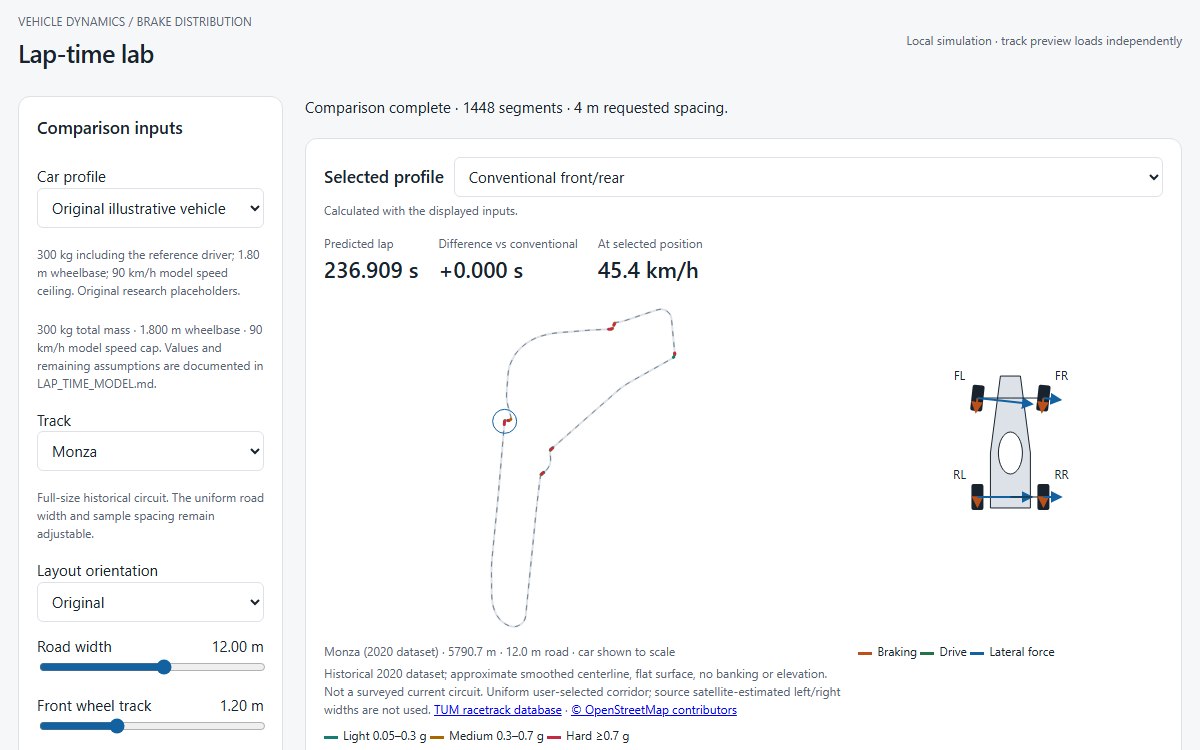 VEHICLE DYNAMICS / BRAKE DISTRIBUTION
Lap-time lab
Local simulation · track preview loads independently
Comparison inputs
Car profile
Original illustrative vehicle
300 kg including the reference driver; 1.80
m wheelbase; 90 km/h model speed
ceiling. Original research placeholders.
300 kg total mass · 1.800 m wheelbase · 90
km/h model speed cap. Values and
remaining assumptions are documented in
LAP_TIME_MODEL.md.
Track
Monza
Full-size historical circuit. The uniform road
width and sample spacing remain
adjustable.
Layout orientation
Original
Road width 12.00 m
Front wheel track 1.20 m
Comparison complete · 1448 segments · 4 m requested spacing.
Selected profile Conventional front/rear
Calculated with the displayed inputs.
Predicted lap Difference vs conventional At selected position
236.909 s +0.000 s 45.4 km/h
FL FR
RL RR
Monza (2020 dataset) · 5790.7 m · 12.0 m road · car shown to scale
Braking Drive Lateral force
Historical 2020 dataset; approximate smoothed centerline, flat surface, no banking or elevation.
Not a surveyed current circuit. Uniform user-selected corridor; source satellite-estimated left/right
widths are not used. TUM racetrack database · © OpenStreetMap contributors
Light 0.05–0.3 g Medium 0.3–0.7 g Hard ≥0.7 g